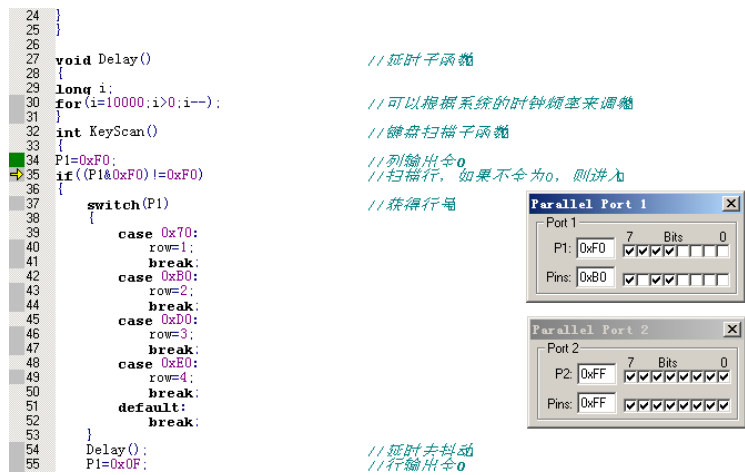 24 }
25 }
26
27 void Delay() //延时子函数
28 {
29 long i;
30 for(i=10000;i>0;i--); //可以根据系统的时钟频率来调
31 }
32 int KeyScan() //键盘扫描子函数
33 {
34 P1=0xF0; //列输出全0
35 if((P1&0xF0)!=0xF0) //扫描行，如果不全为0，则进入
36 {
37 switch(P1) //获得行号
38 {
39 case 0x70:
40 row=1;
41 break;
42 case 0xB0:
43 row=2;
44 break;
45 case 0xD0:
46 row=3;
47 break;
48 case 0xE0:
49 row=4;
50 break;
51 default:
52 break;
53 }
54 Delay(); //延时去抖动
55 P1=0x0F; //行输出全0
Parallel Port 1
Port 1
7 Bits 0
P1: 0xF0
Pins: 0xB0
Parallel Port 2
Port 2
7 Bits 0
P2: 0xFF
Pins: 0xFF